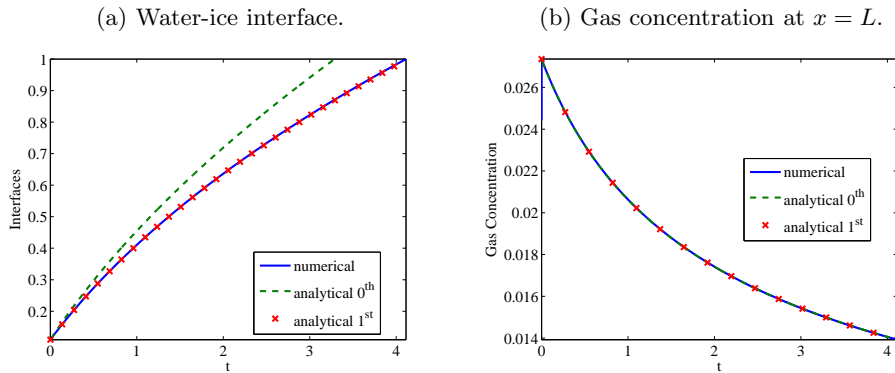 (a) Water-ice interface.
1
0.9
0.8
0.7
0.6
0.5
0.4
0.3
0.2
Interfaces
0 1 2 3 4
t
numerical
analytical 0th
analytical 1st
(b) Gas concentration at x = L.
0.026
0.024
0.022
0.02
0.018
0.016
0.014
Gas Concentration
0 1 2 3 4
t
numerical
analytical 0th
analytical 1st